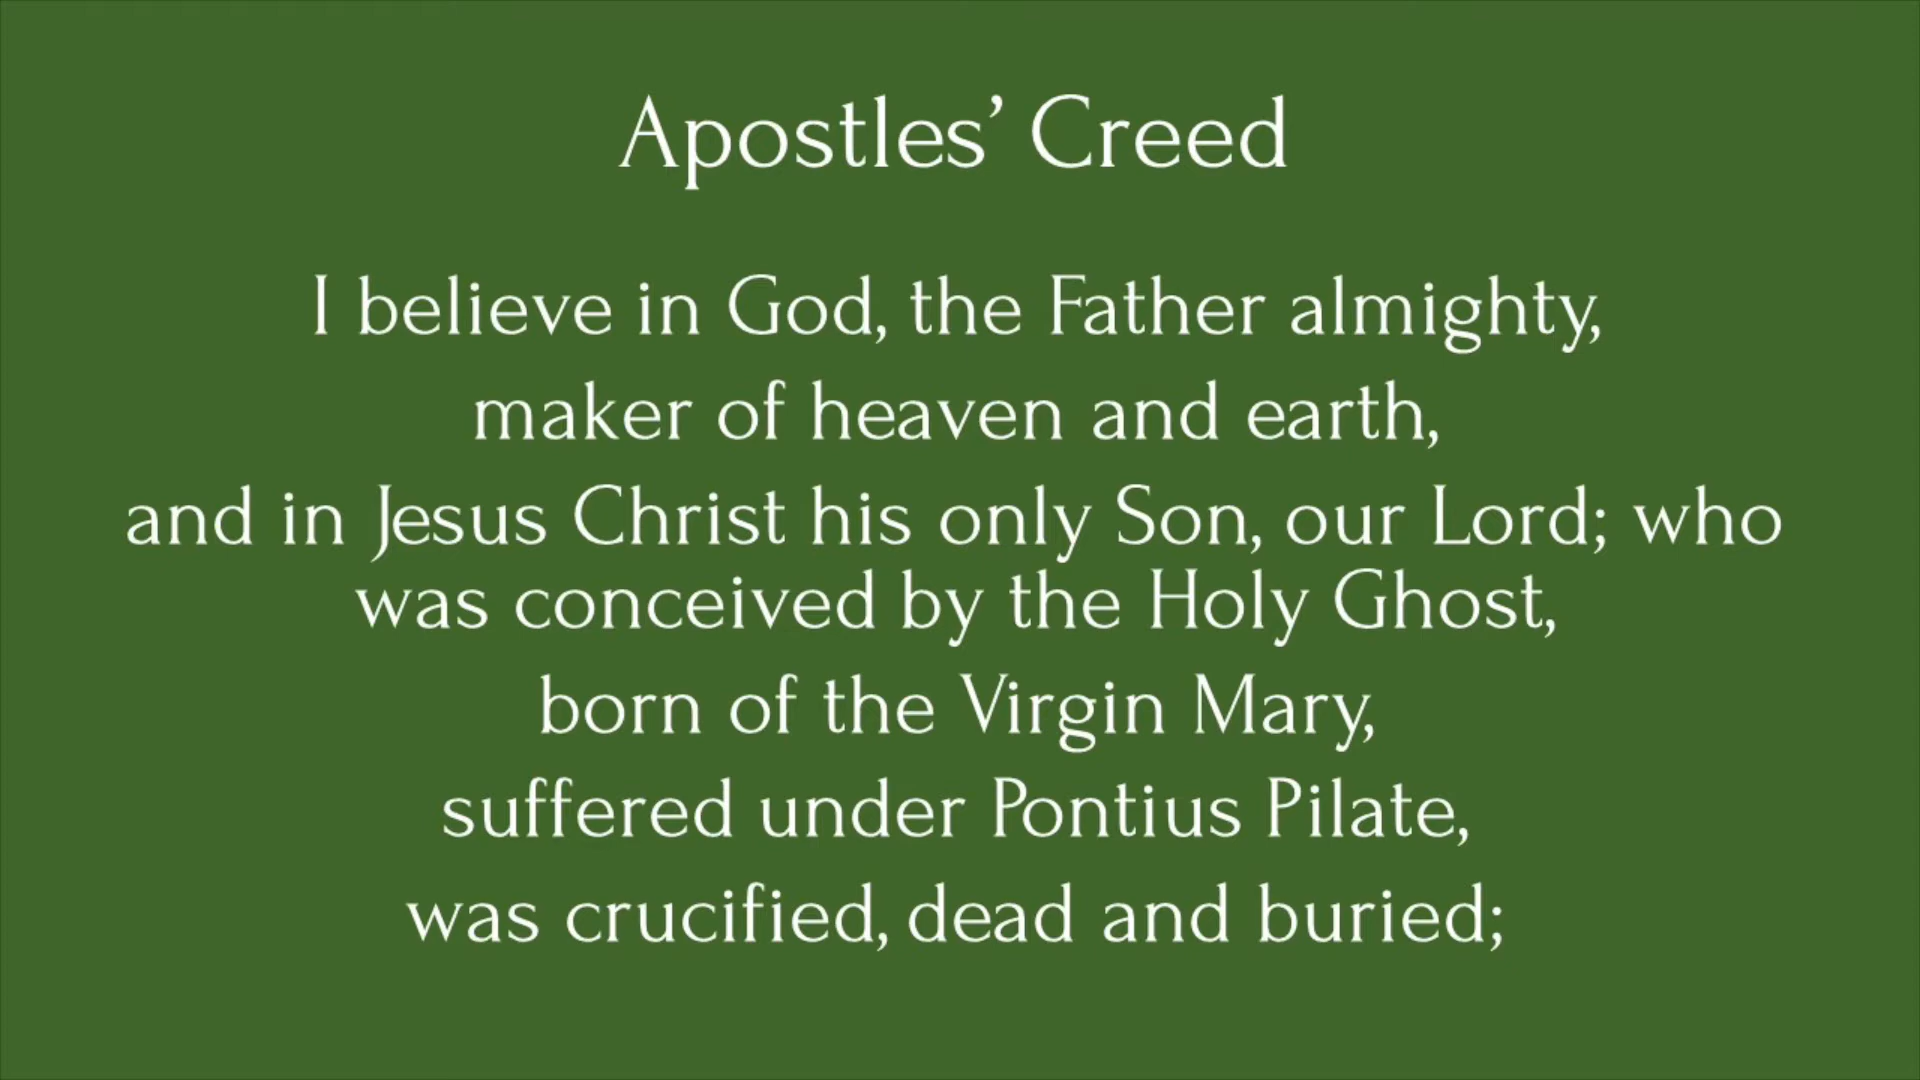 Apostles’ Creed
I believe in God, the Father almighty,
maker of heaven and earth,
and in Jesus Christ his only Son, our Lord; who
was conceived by the Holy Ghost,
born of the Virgin Mary,
suffered under Pontius Pilate,
was crucified, dead and buried;